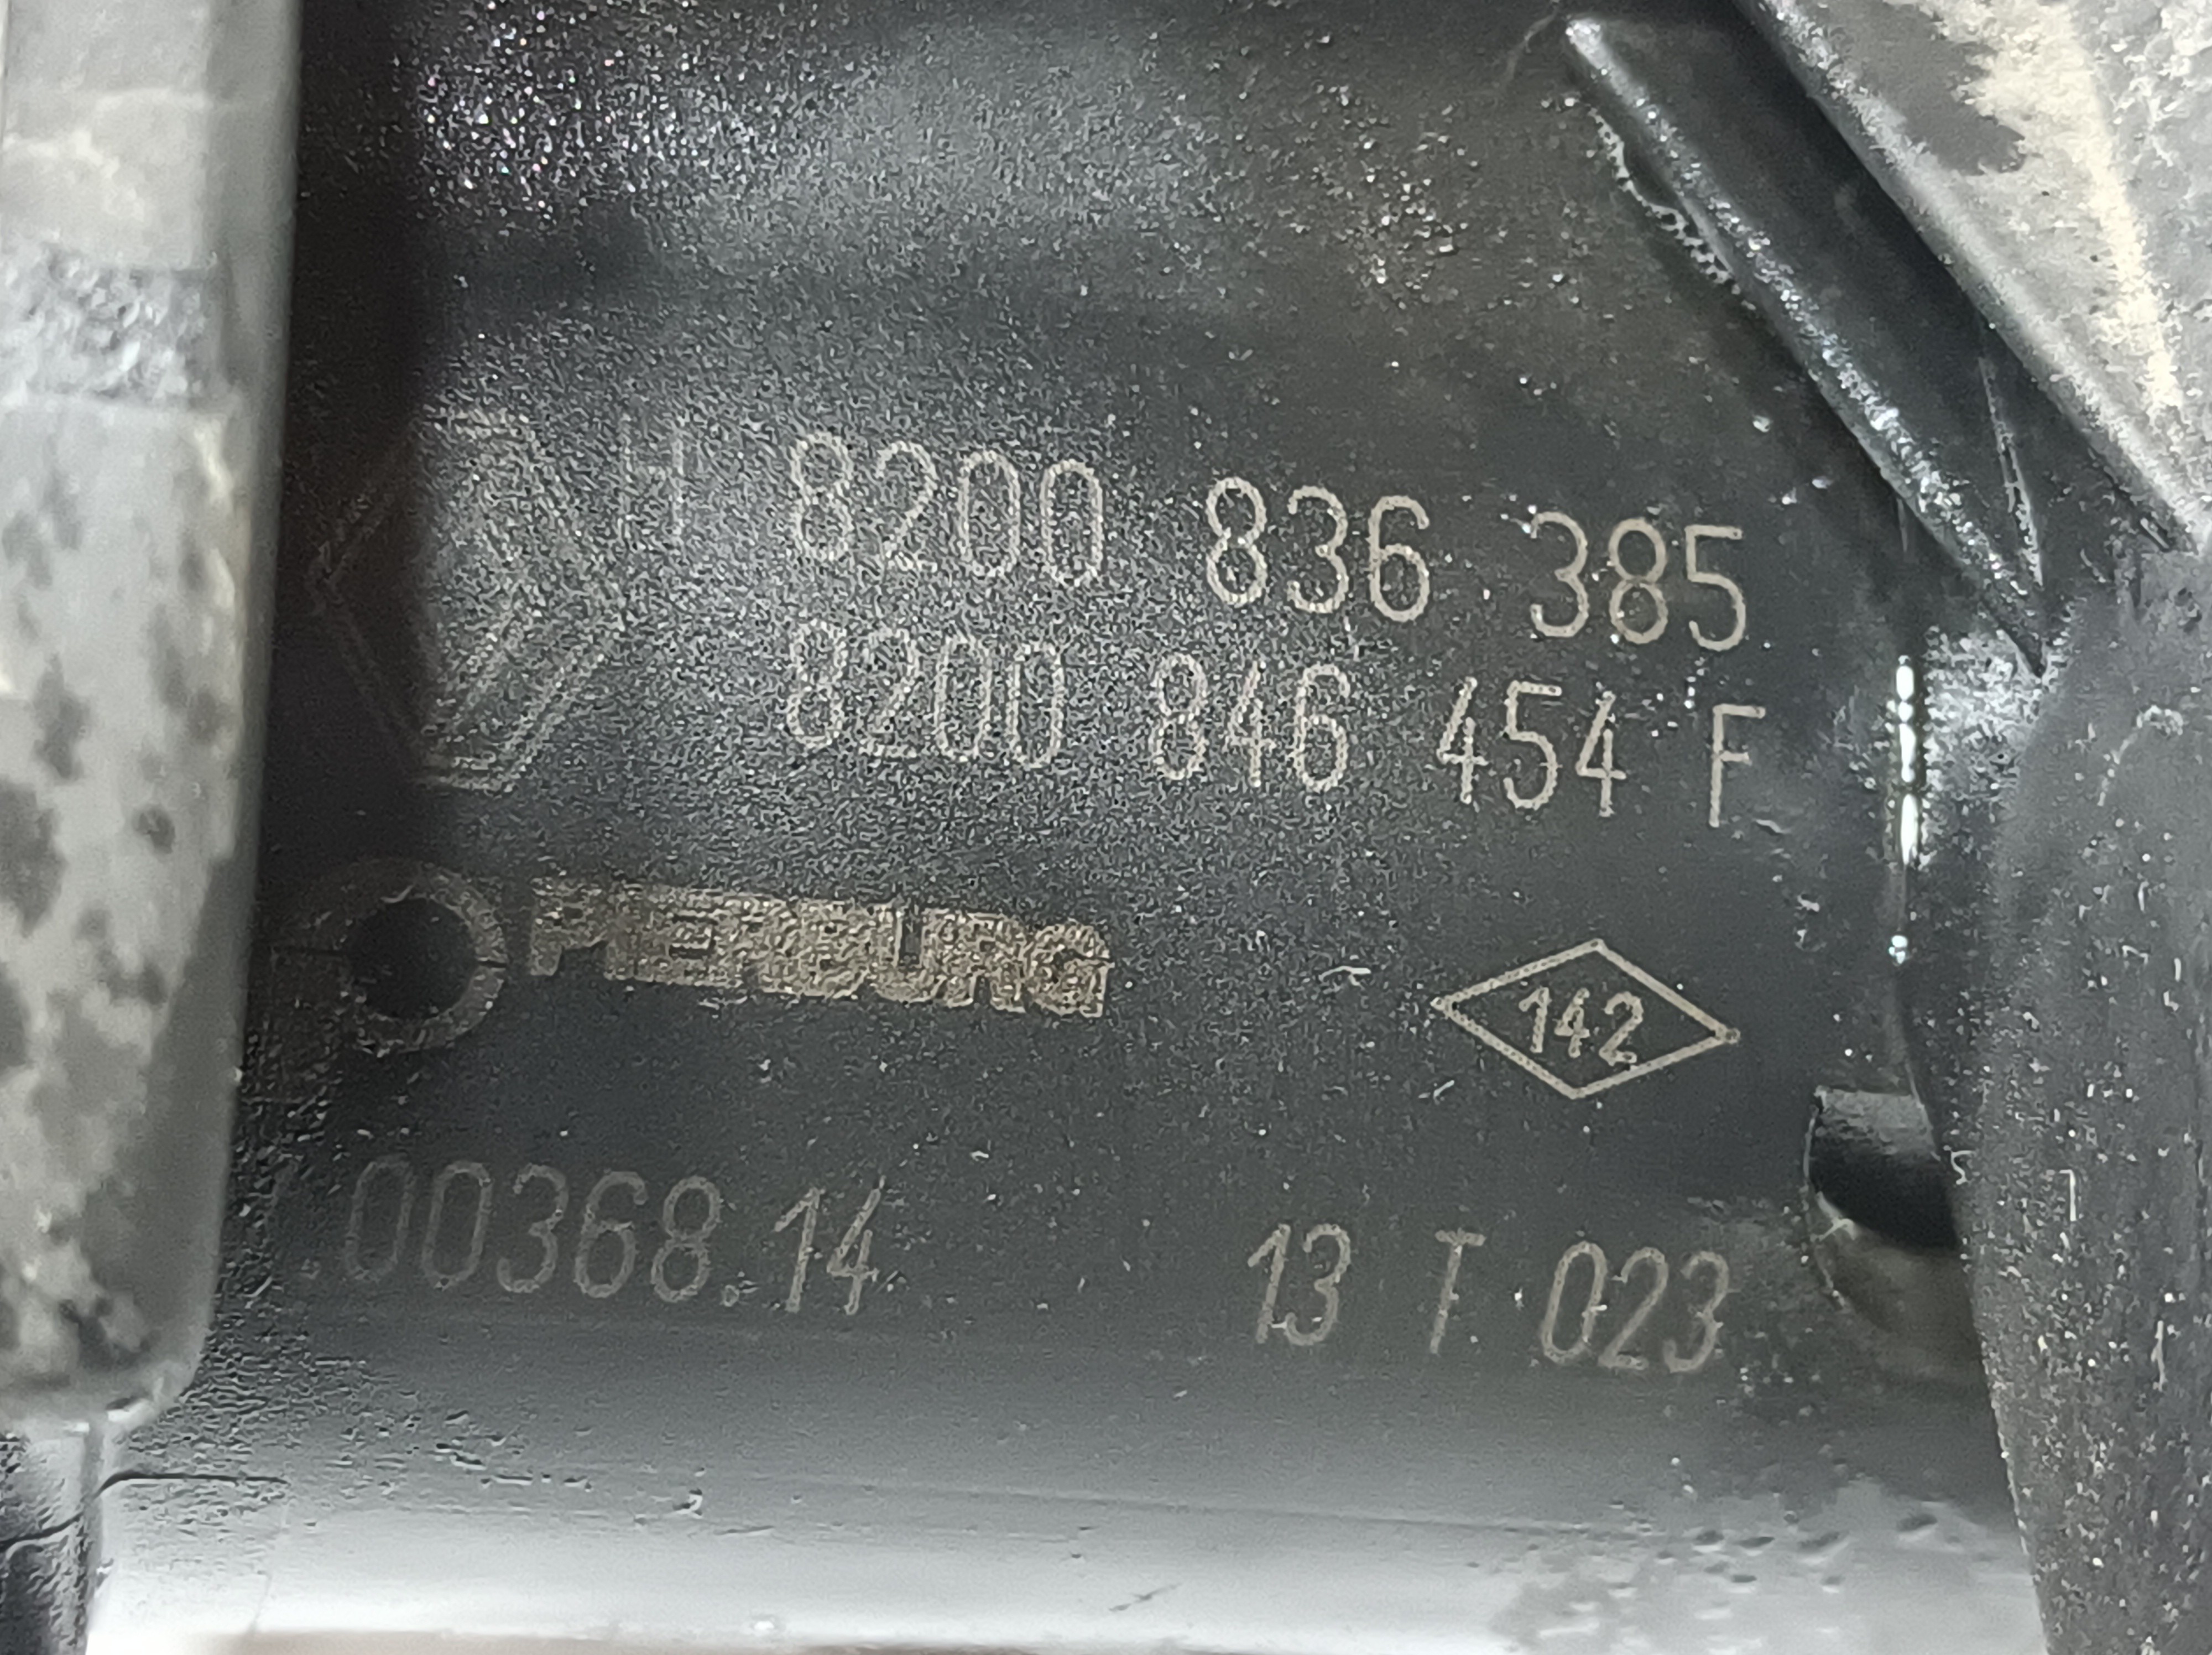 H 8200 836 385
8200 846 454 F
PIERBURG
142
.00368.14 13 T 023